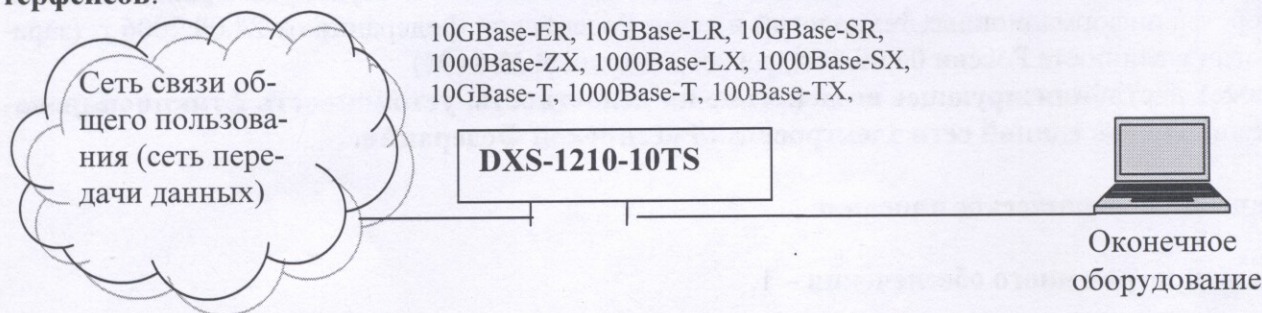 терфейсов.
10GBase-ER, 10GBase-LR, 10GBase-SR,
1000Base-ZX, 1000Base-LX, 1000Base-SX,
10GBase-T, 1000Base-T, 100Base-TX,
Сеть связи об-
щего пользова-
ния (сеть пере-
дачи данных)
DXS-1210-10TS
Оконечное
оборудование